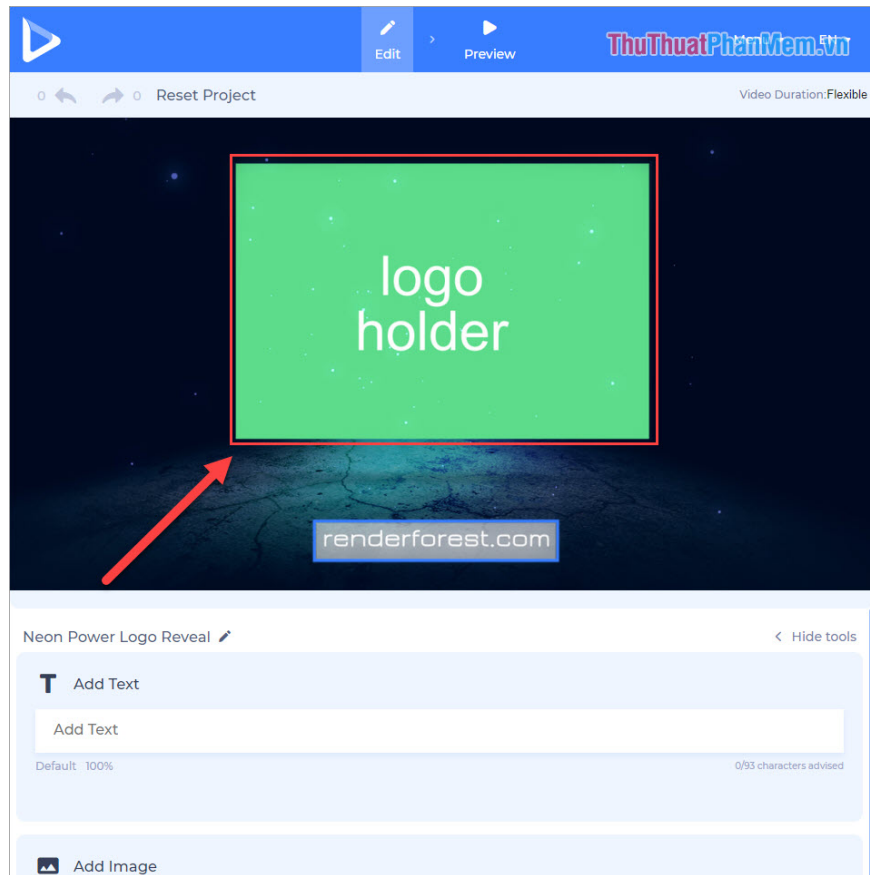 Edit
Preview
ThuThuatPhanMem.vn
0
0
Reset Project
Video Duration:Flexible
logo
holder
renderforest.com
Neon Power Logo Reveal
Hide tools
Add Text
Add Text
Default 100%
0/93 characters advised
Add Image